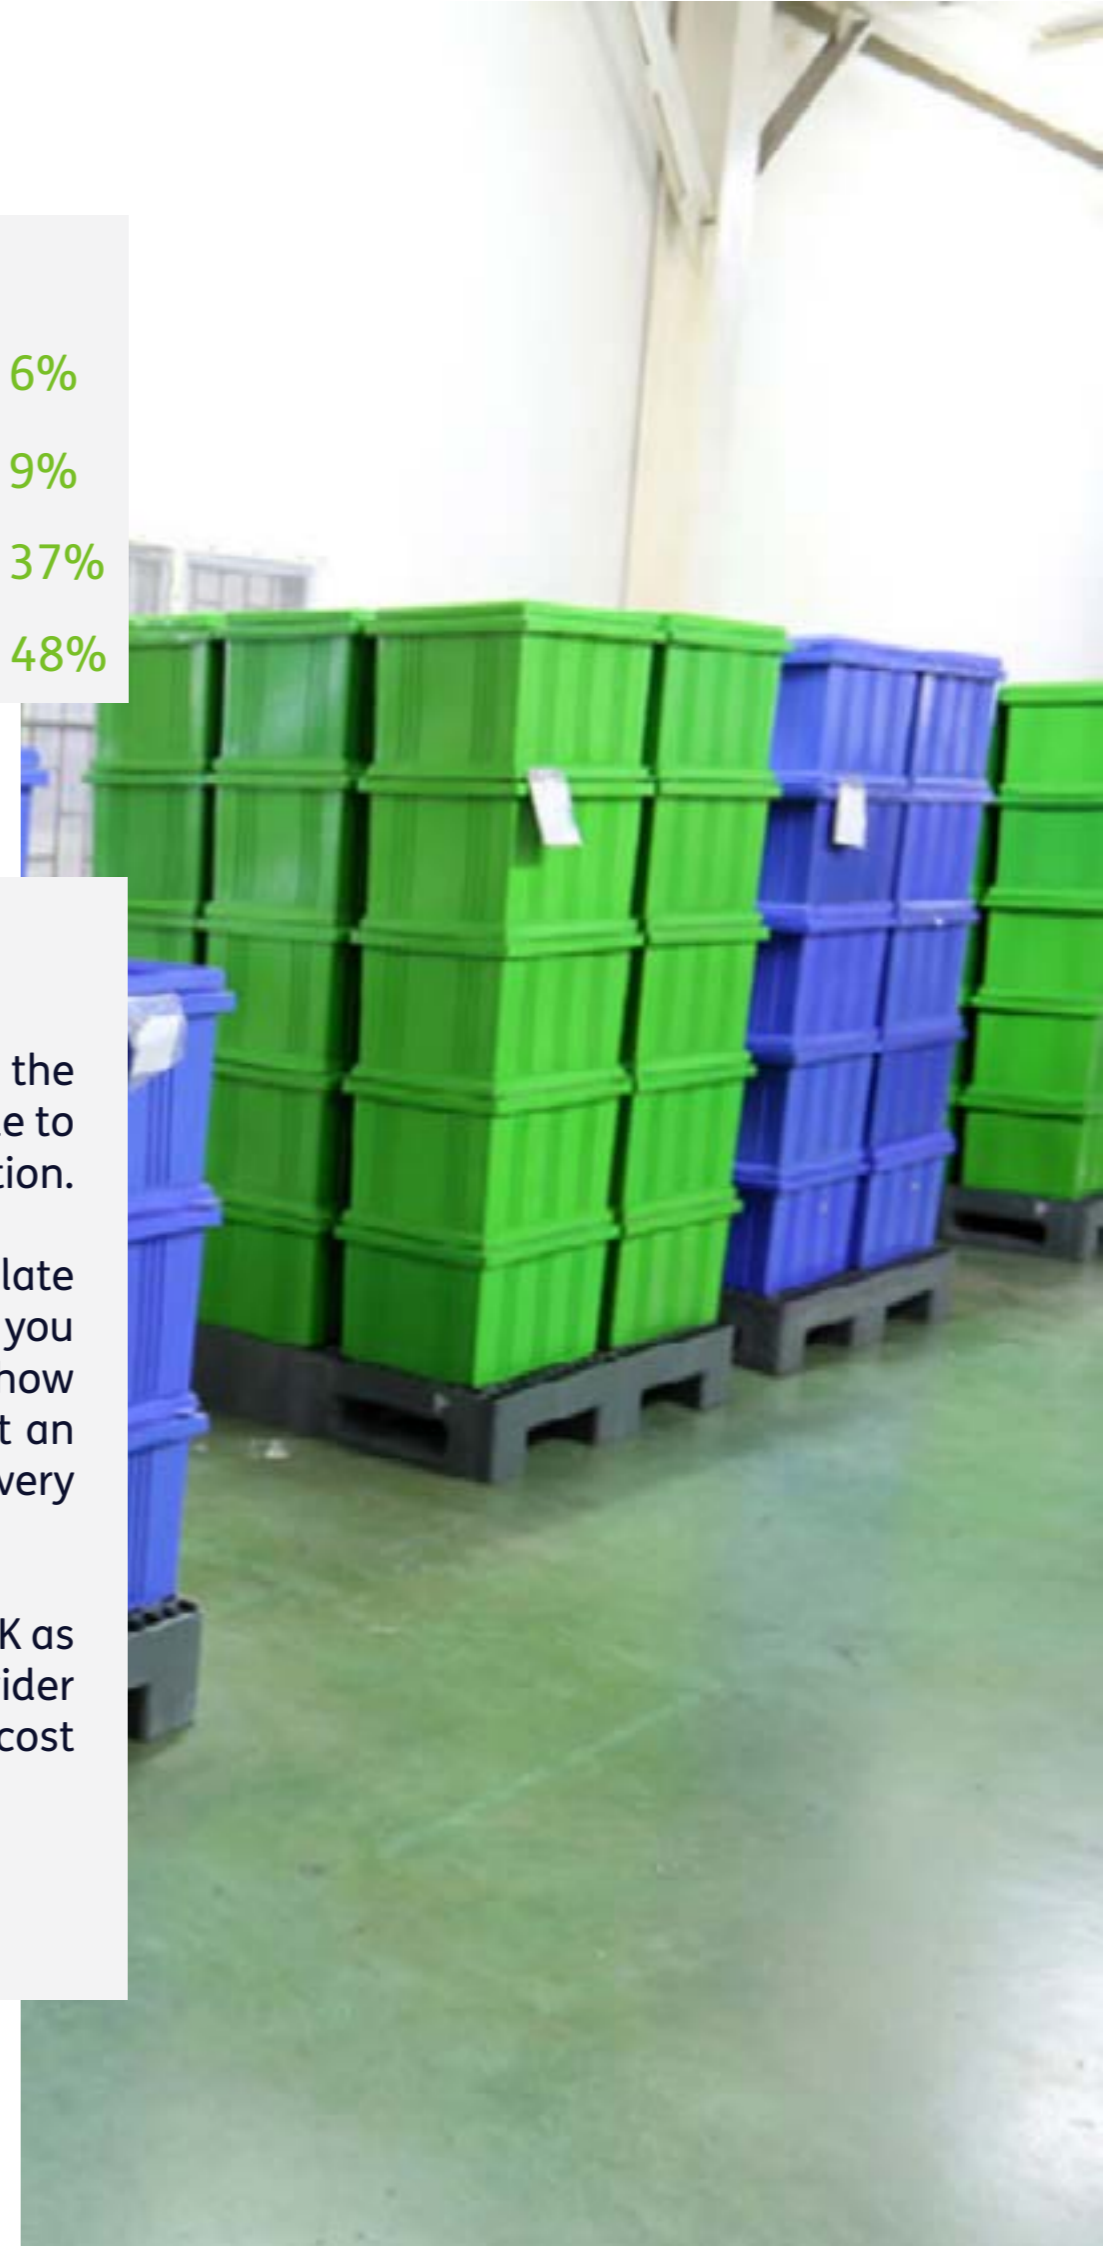 6%
9%
37%
48%
the
e to
tion.
late
you
how
t an
very
K as
ider
cost